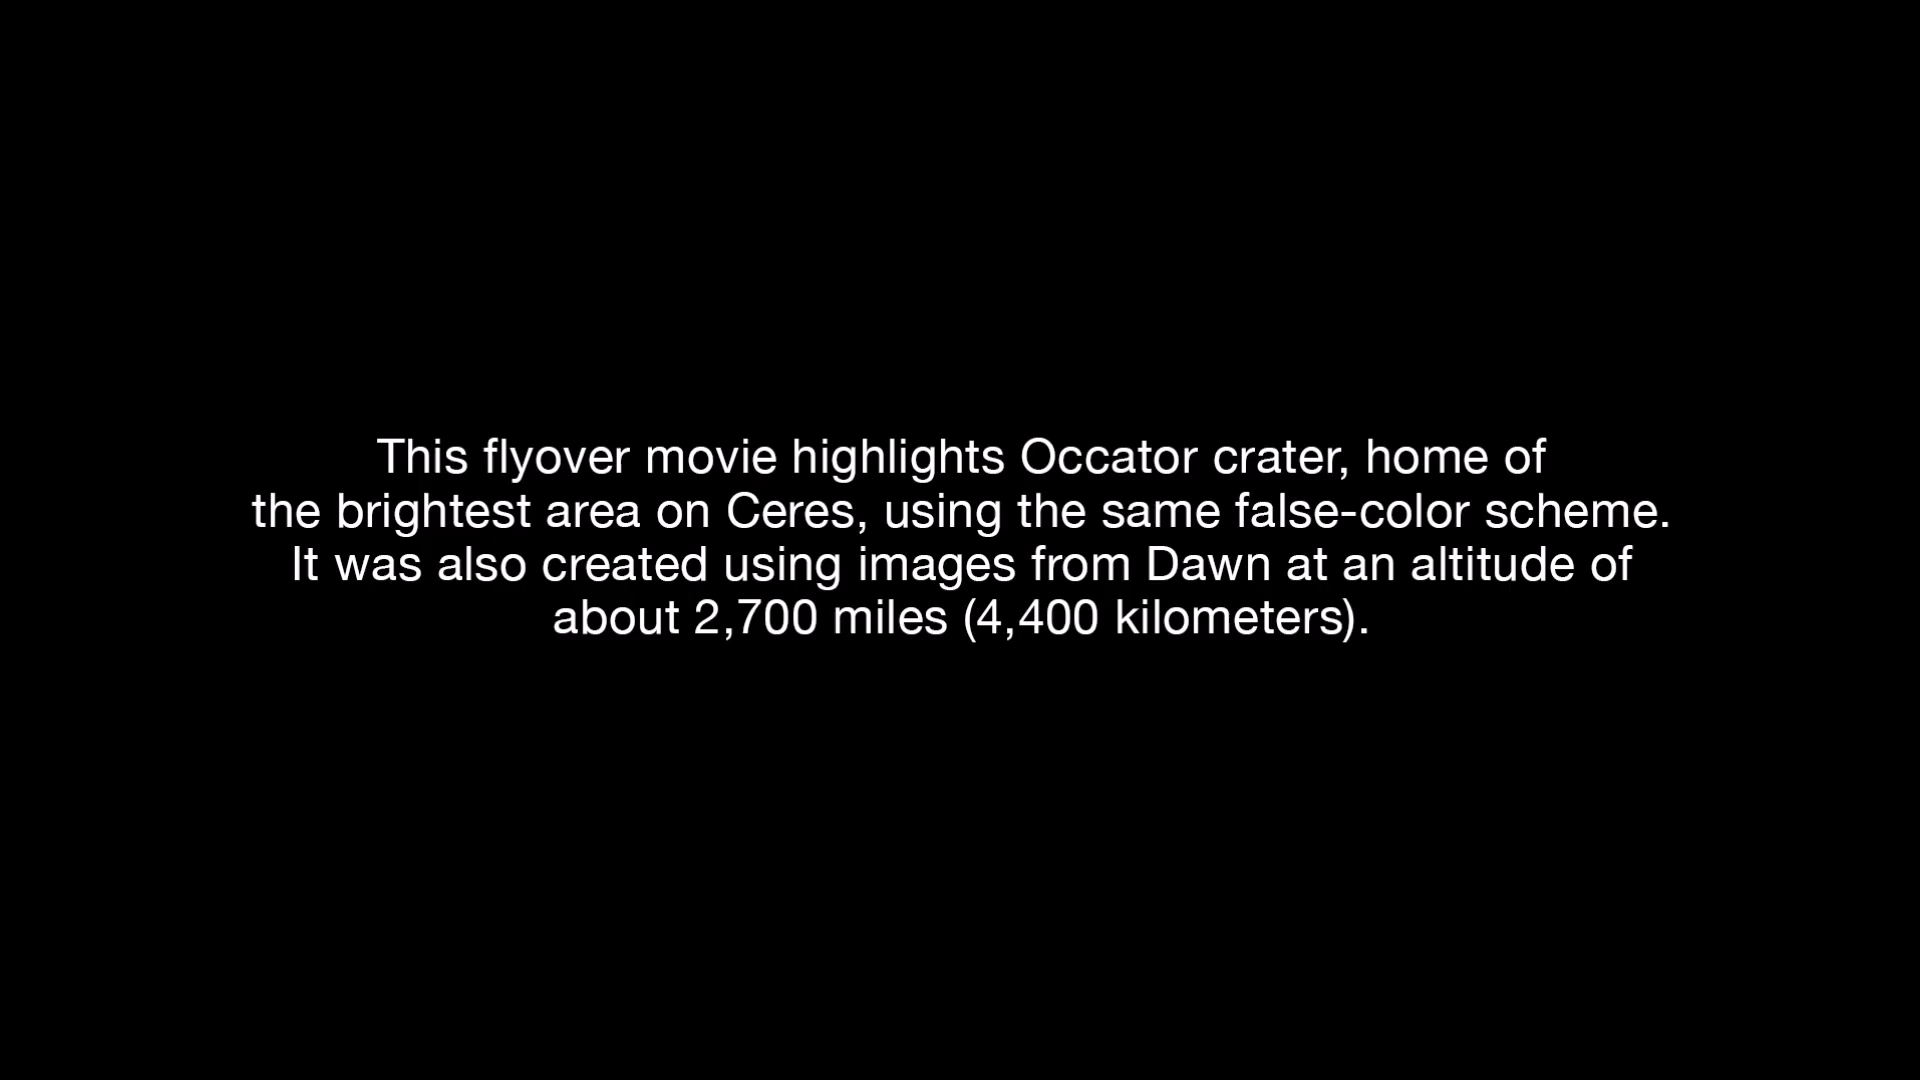 This flyover movie highlights Occator crater, home of
the brightest area on Ceres, using the same false-color scheme.
It was also created using images from Dawn at an altitude of
about 2,700 miles (4,400 kilometers).